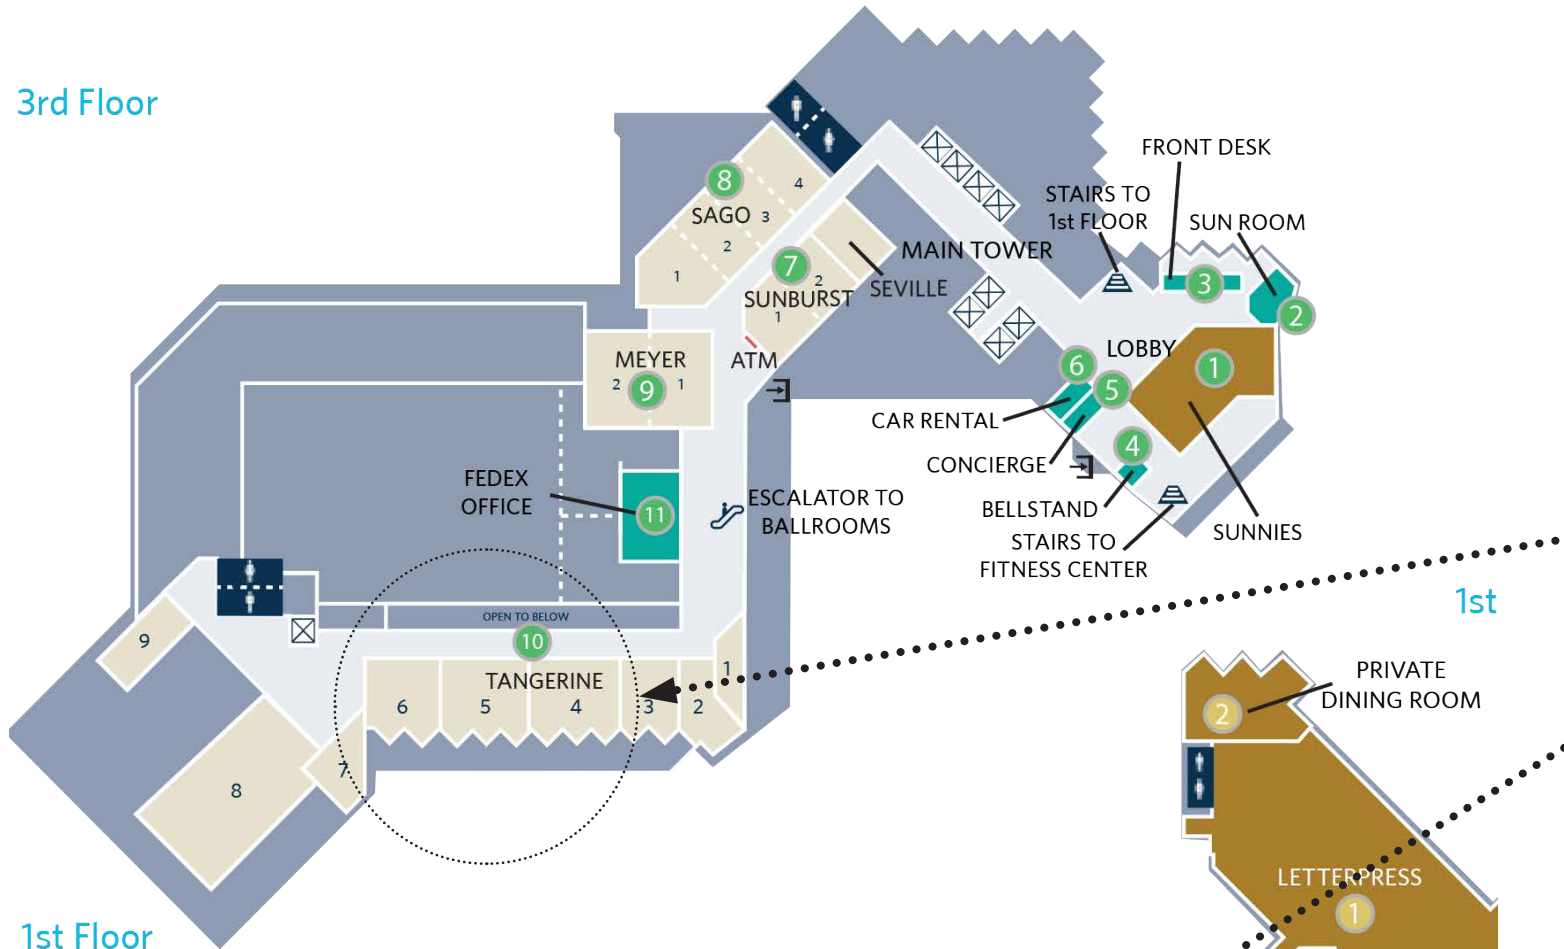 3rd Floor
FRONT DESK
STAIRS TO
1st FLOOR
SUN ROOM
8
SAGO
4
3
2
1
MAIN TOWER
7
SUNBURST
2
1
SEVILLE
3
2
LOBBY
1
6
5
MEYER
2
9
1
ATM
CAR RENTAL
4
CONCIERGE
BELLSTAND
STAIRS TO
FITNESS CENTER
SUNNIES
FEDEX
OFFICE
11
ESCALATOR TO
BALLROOMS
OPEN TO BELOW
10
TANGERINE
9
8
7
6
5
4
3
2
1
1st
PRIVATE
DINING ROOM
2
LETTERPRESS
1
1st Floor